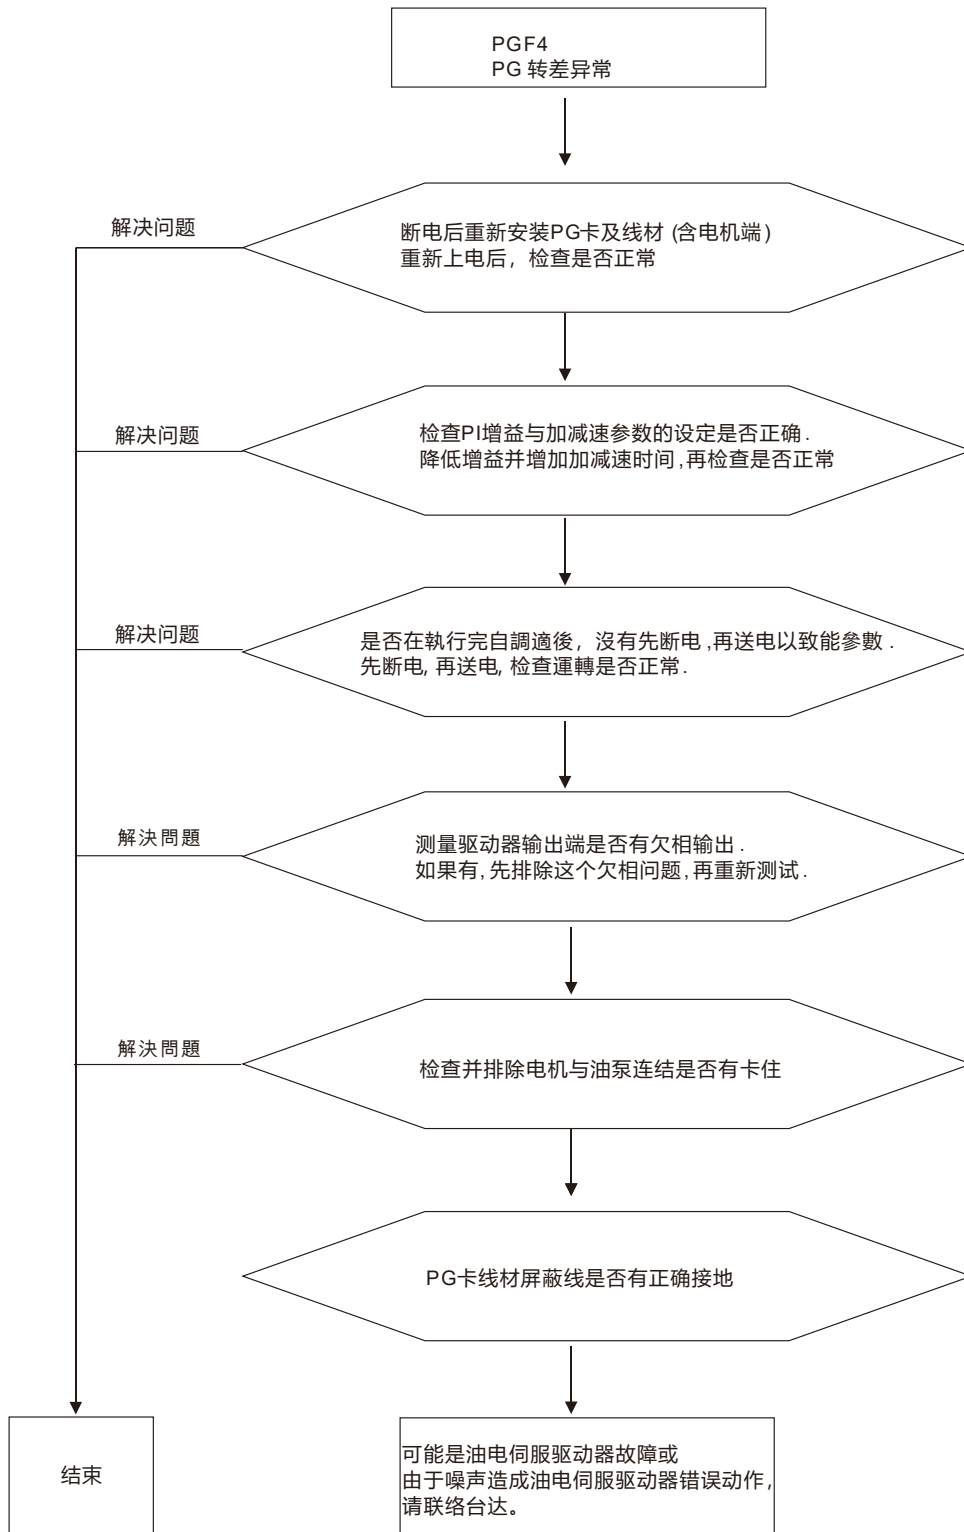 PGF4
PG 转差异常
解决问题
断电后重新安装PG卡及线材 (含电机端)
重新上电后，检查是否正常
解决问题
检查PI增益与加减速参数的设定是否正确.
降低增益并增加加减速时间,再检查是否正常
解决问题
是否在執行完自調適後，沒有先断电,再送电以致能參數.
先断电, 再送电, 检查運轉是否正常.
解決問題
测量驱动器输出端是否有欠相输出.
如果有,先排除这个欠相问题,再重新测试.
解決問題
检查并排除电机与油泵连结是否有卡住
PG卡线材屏蔽线是否有正确接地
结束
可能是油电伺服驱动器故障或
由于噪声造成油电伺服驱动器错误动作,
请联络台达。